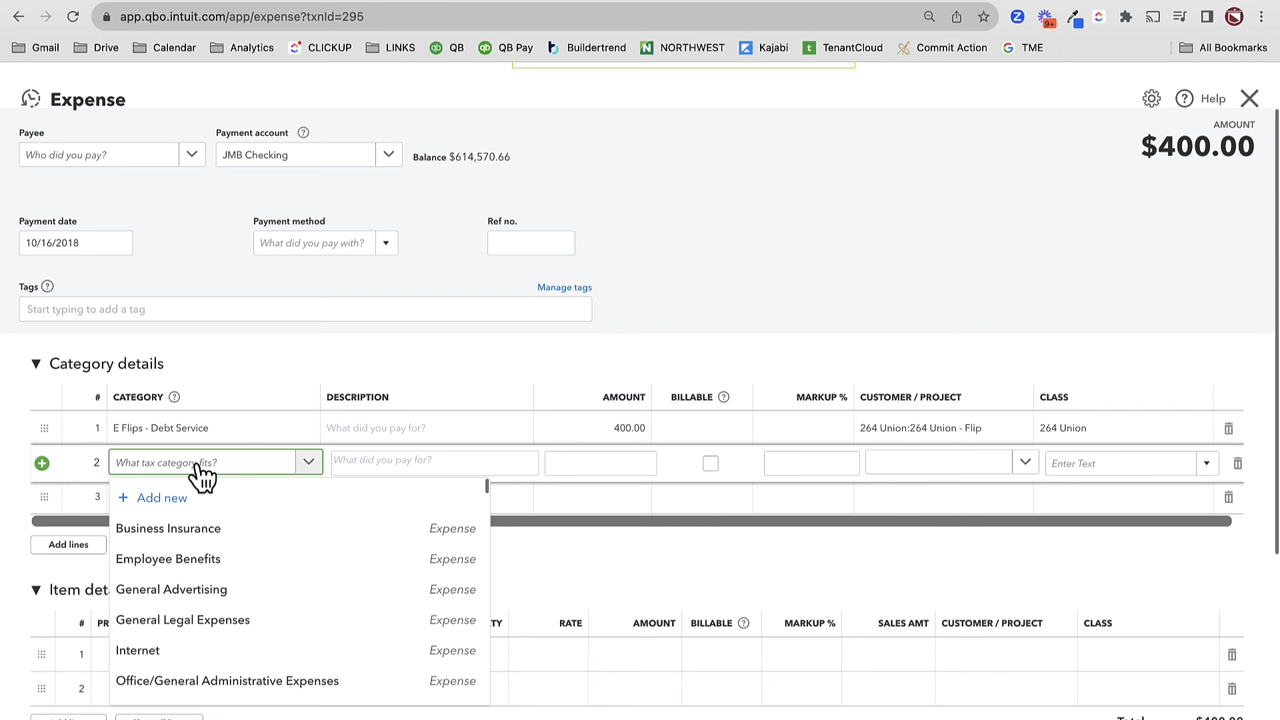 app.qbo.intuit.com/app/expense?txnId=295
9+
Gmail Drive Calendar Analytics CLICKUP LINKS QB QB Pay Buildertrend NORTHWEST Kajabi TenantCloud Commit Action TME All Bookmarks
Expense
Help
Payee Payment account AMOUNT
Who did you pay? JMB Checking Balance $614,570.66 $400.00
Payment date Payment method Ref no.
10/16/2018 What did you pay with?
Tags Manage tags
Start typing to add a tag
Category details
# CATEGORY DESCRIPTION AMOUNT BILLABLE MARKUP % CUSTOMER / PROJECT CLASS
1 E Flips - Debt Service What did you pay for? 400.00 264 Union:264 Union - Flip 264 Union
2 What tax category fits? What did you pay for? Enter Text
3 + Add new
Business Insurance Expense
Add lines
Employee Benefits Expense
General Advertising Expense
Item det
General Legal Expenses Expense
# PR TY RATE AMOUNT BILLABLE MARKUP % SALES AMT CUSTOMER / PROJECT CLASS
1 Internet Expense
2 Office/General Administrative Expenses Expense